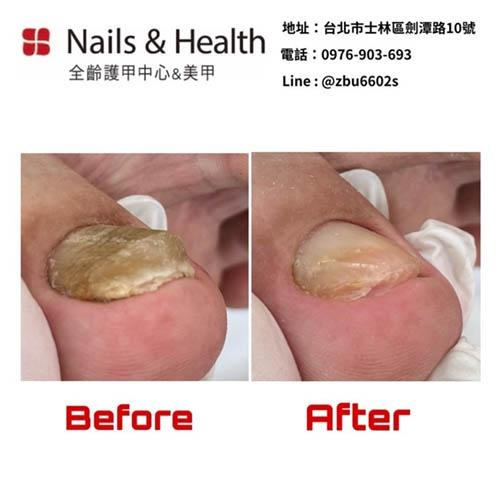 Nails & Health
全齡護甲中心&美甲
地址：台北市士林區劍潭路10號
電話：0976-903-693
Line : @zbu6602s
Before
After